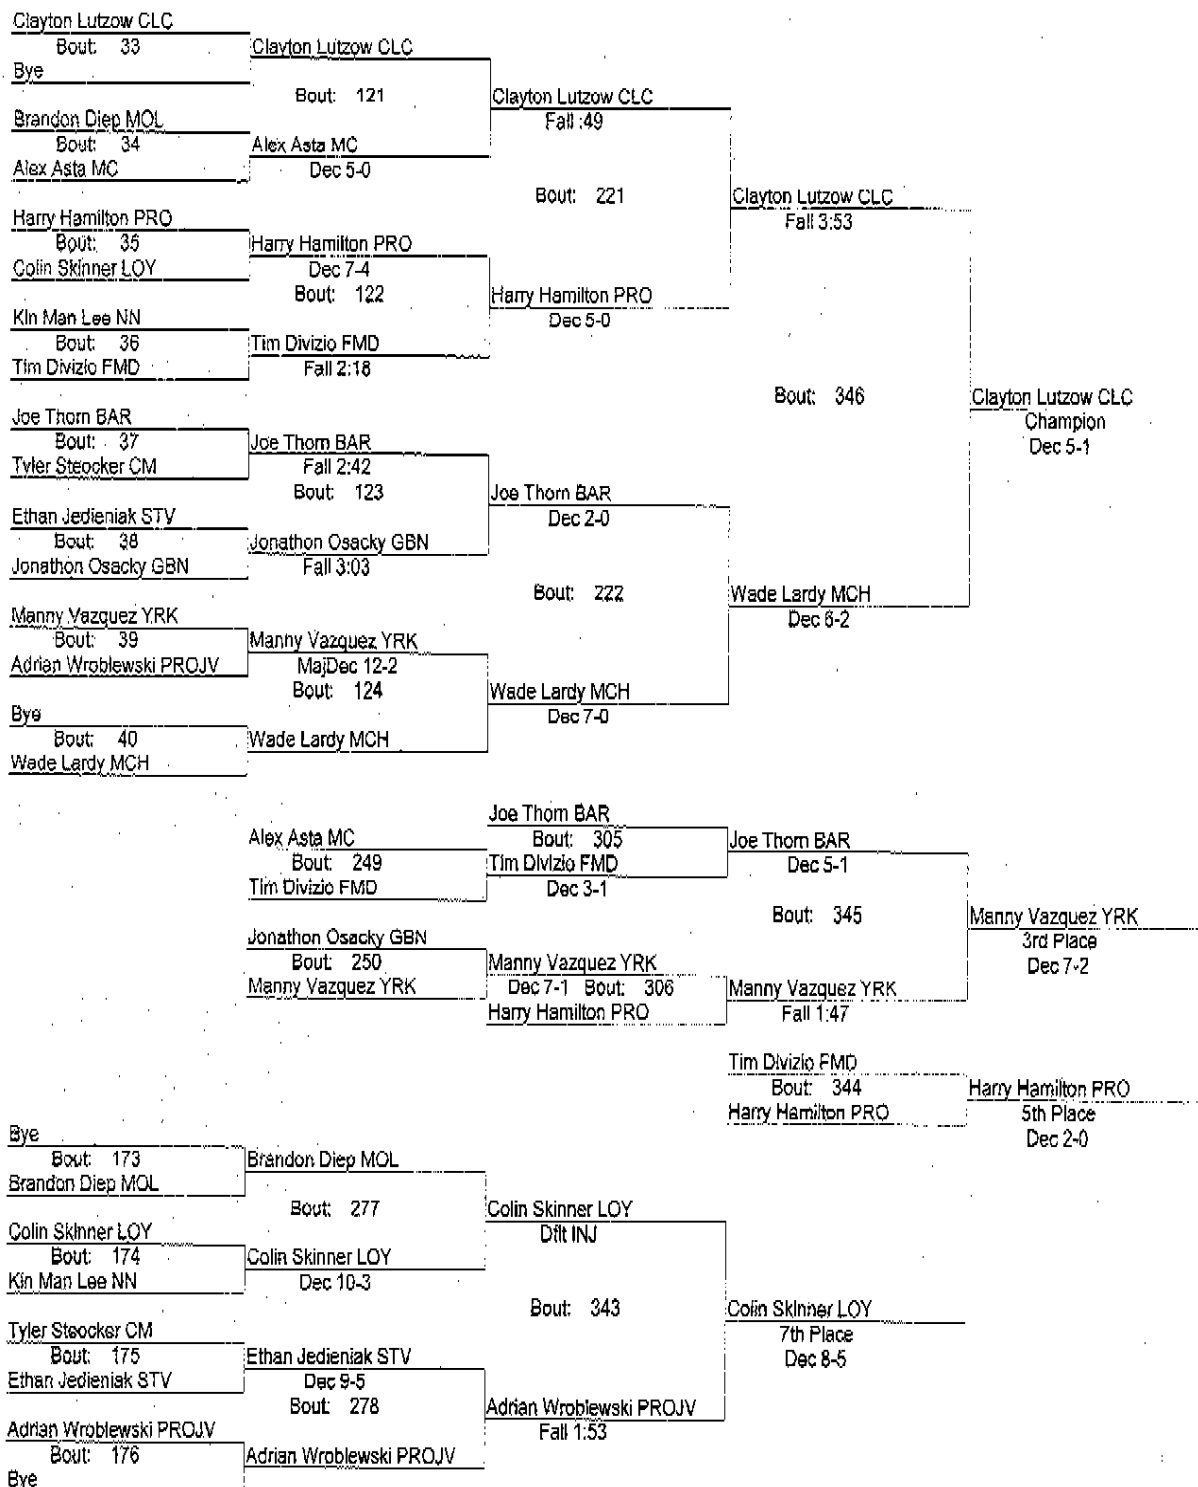 Clayton Lutzow CLC
Bout: 33
Clayton Lutzow CLC
Bye
Bout: 121
Clayton Lutzow CLC
Fall :49
Brandon Diep MOL
Bout: 34
Alex Asta MC
Alex Asta MC
Dec 5-0
Bout: 221
Clayton Lutzow CLC
Fall 3:53
Harry Hamilton PRO
Bout: 35
Harry Hamilton PRO
Colin Skinner LOY
Dec 7-4
Bout: 122
Harry Hamilton PRO
Dec 5-0
Kin Man Lee NN
Bout: 36
Tim Divizio FMD
Tim Divizio FMD
Fall 2:18
Bout: 346
Clayton Lutzow CLC
Champion
Dec 5-1
Joe Thorn BAR
Bout: 37
Joe Thorn BAR
Tyler Steocker CM
Fall 2:42
Bout: 123
Joe Thorn BAR
Dec 2-0
Ethan Jedieniak STV
Bout: 38
Jonathon Osacky GBN
Jonathon Osacky GBN
Fall 3:03
Bout: 222
Wade Lardy MCH
Dec 6-2
Manny Vazquez YRK
Bout: 39
Manny Vazquez YRK
Adrian Wroblewski PROJV
MajDec 12-2
Bout: 124
Wade Lardy MCH
Dec 7-0
Bye
Bout: 40
Wade Lardy MCH
Wade Lardy MCH
Joe Thorn BAR
Alex Asta MC
Bout: 305
Joe Thorn BAR
Bout: 249
Tim Divizio FMD
Dec 5-1
Tim Divizio FMD
Dec 3-1
Bout: 345
Manny Vazquez YRK
3rd Place
Dec 7-2
Jonathon Osacky GBN
Bout: 250
Manny Vazquez YRK
Manny Vazquez YRK
Dec 7-1 Bout: 306
Manny Vazquez YRK
Harry Hamilton PRO
Fall 1:47
Tim Divizio FMD
Bout: 344
Harry Hamilton PRO
Harry Hamilton PRO
5th Place
Dec 2-0
Bye
Bout: 173
Brandon Diep MOL
Brandon Diep MOL
Bout: 277
Colin Skinner LOY
Dflt INJ
Colin Skinner LOY
Bout: 174
Colin Skinner LOY
Kin Man Lee NN
Dec 10-3
Bout: 343
Colin Skinner LOY
7th Place
Dec 8-5
Tyler Steocker CM
Bout: 175
Ethan Jedieniak STV
Ethan Jedieniak STV
Dec 9-5
Bout: 278
Adrian Wroblewski PROJV
Fall 1:53
Adrian Wroblewski PROJV
Bout: 176
Adrian Wroblewski PROJV
Bye